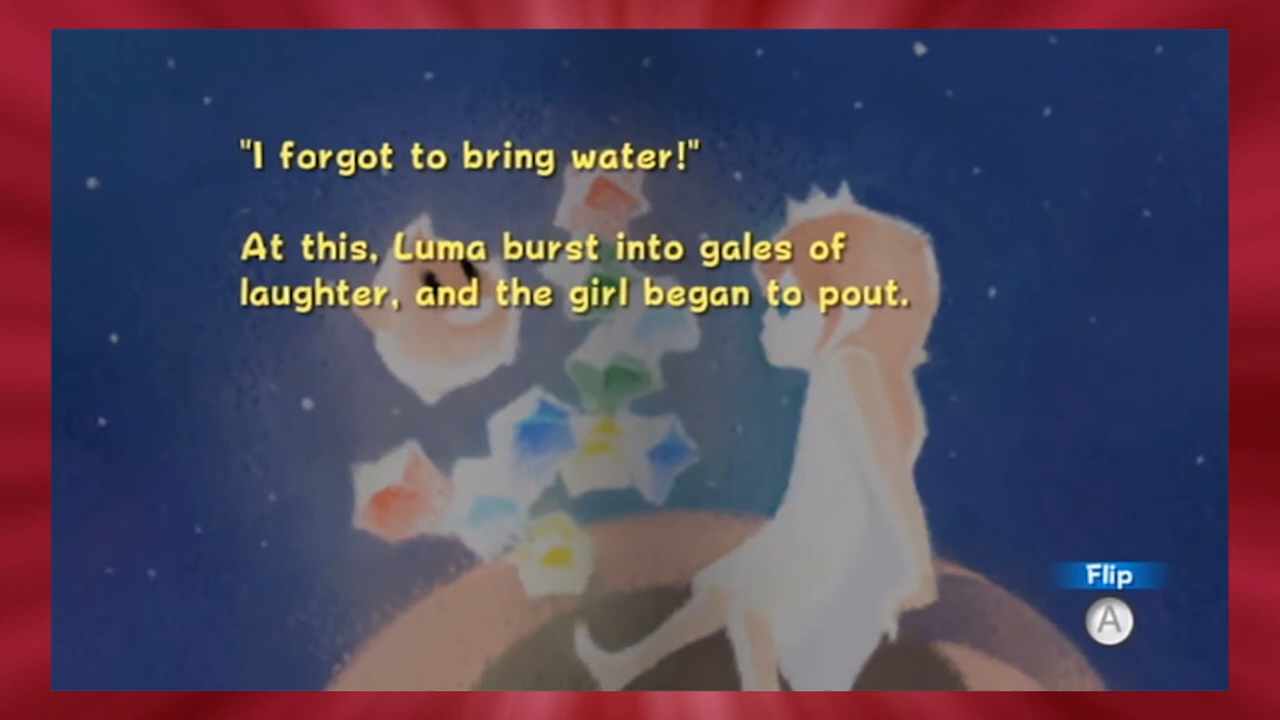 "I forgot to bring water!"
At this, Luma burst into gales of
laughter, and the girl began to pout.
Flip
A